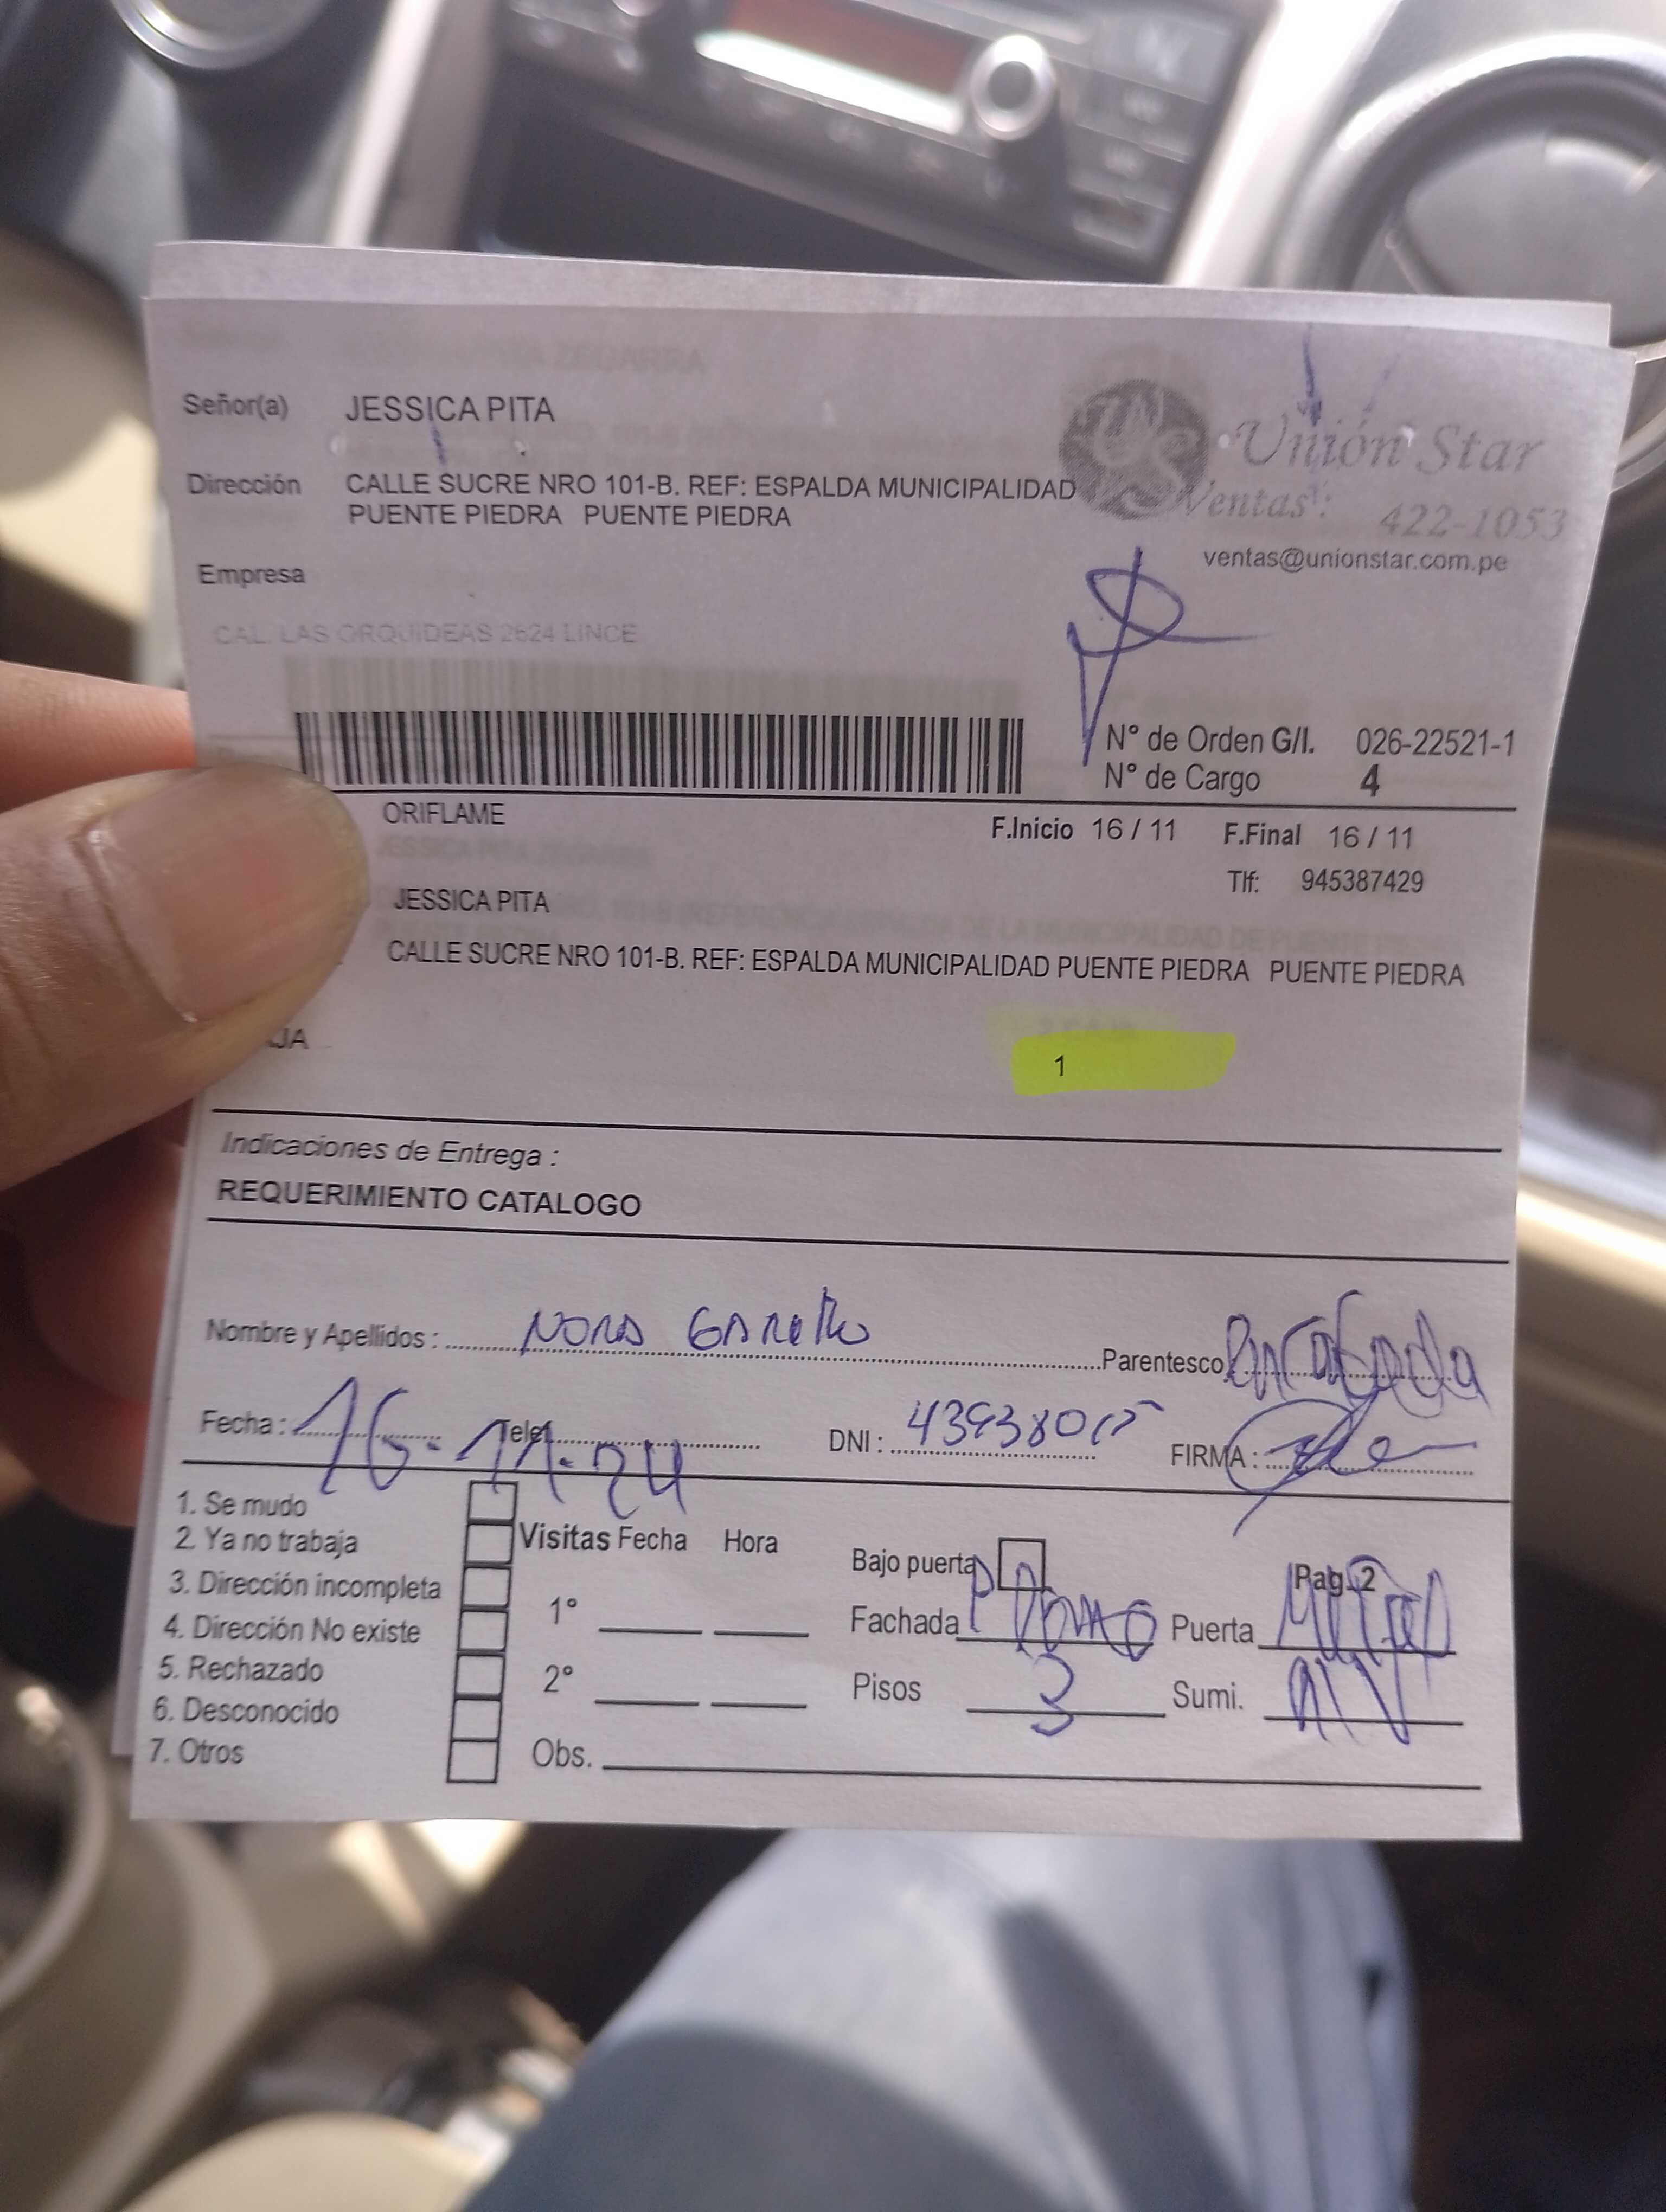 Señor(a) JESSICA PITA
Unión Star
Dirección CALLE SUCRE NRO 101-B. REF: ESPALDA MUNICIPALIDAD
PUENTE PIEDRA PUENTE PIEDRA
Ventas: 422-1053
ventas@unionstar.com.pe
Empresa
CAL. LAS ORQUIDEAS 2624 LINCE
N° de Orden G/I. 026-22521-1
N° de Cargo 4
ORIFLAME
F.Inicio 16 / 11 F.Final 16 / 11
Tlf: 945387429
JESSICA PITA
CALLE SUCRE NRO 101-B. REF: ESPALDA MUNICIPALIDAD PUENTE PIEDRA PUENTE PIEDRA
JA
1
Indicaciones de Entrega :
REQUERIMIENTO CATALOGO
Nombre y Apellidos : NORA Parentesco
Fecha : 16-11-24 Telef DNI : FIRMA :
1. Se mudo
2. Ya no trabaja
3. Dirección incompleta
4. Dirección No existe
5. Rechazado
6. Desconocido
7. Otros
Visitas Fecha Hora
1°
2°
Obs.
Bajo puerta Pag. 2
Fachada Puerta
Pisos 3 Sumi.